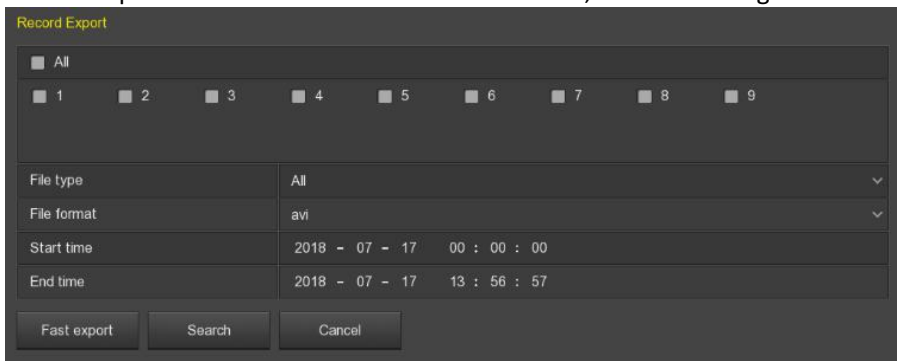 Record Export
All
1 2 3 4 5 6 7 8 9
File type All
File format avi
Start time 2018 - 07 - 17 00 : 00 : 00
End time 2018 - 07 - 17 13 : 56 : 57
Fast export Search Cancel